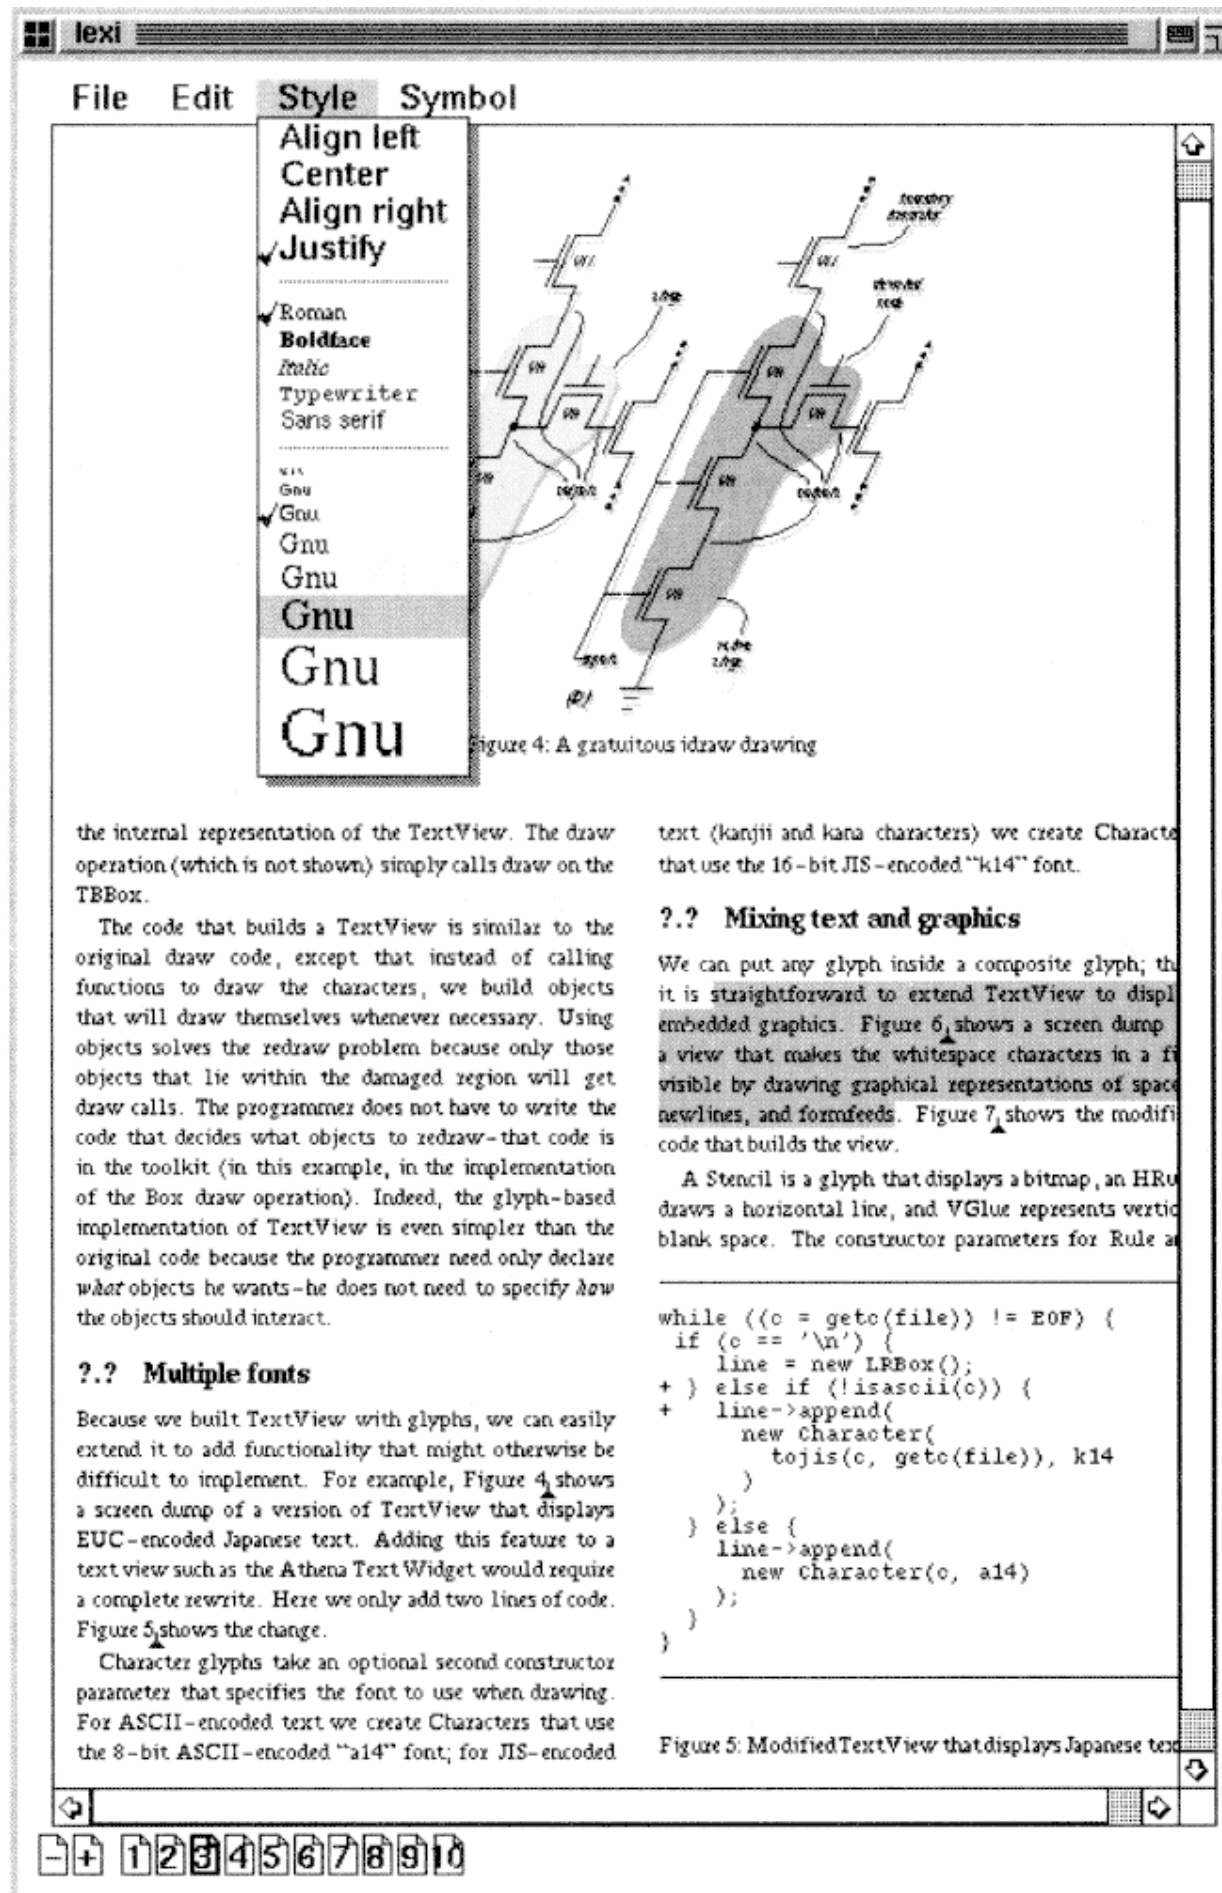 lexi
File Edit Style Symbol
Align left
Center
Align right
Justify
Roman
Boldface
Italic
Typewriter
Sans serif
Gnu
Gnu
Gnu
Gnu
Gnu
Gnu
Gnu
igure 4: A gratuitous idraw drawing
the internal representation of the TextView. The draw
operation (which is not shown) simply calls draw on the
TBBox.
The code that builds a TextView is similar to the
original draw code, except that instead of calling
functions to draw the characters, we build objects
that will draw themselves whenever necessary. Using
objects solves the redraw problem because only those
objects that lie within the damaged region will get
draw calls. The programmer does not have to write the
code that decides what objects to redraw-that code is
in the toolkit (in this example, in the implementation
of the Box draw operation). Indeed, the glyph-based
implementation of TextView is even simpler than the
original code because the programmer need only declare
what objects he wants-he does not need to specify how
the objects should interact.
?.? Multiple fonts
Because we built TextView with glyphs, we can easily
extend it to add functionality that might otherwise be
difficult to implement. For example, Figure 4 shows
a screen dump of a version of TextView that displays
EUC-encoded Japanese text. Adding this feature to a
text view such as the Athena Text Widget would require
a complete rewrite. Here we only add two lines of code.
Figure 5 shows the change.
Character glyphs take an optional second constructor
parameter that specifies the font to use when drawing.
For ASCII-encoded text we create Characters that use
the 8-bit ASCII-encoded "a14" font; for JIS-encoded
text (kanjii and kana characters) we create Characte
that use the 16-bit JIS-encoded "k14" font.
?.? Mixing text and graphics
We can put any glyph inside a composite glyph; th
it is straightforward to extend TextView to displ
embedded graphics. Figure 6 shows a screen dump
a view that makes the whitespace characters in a fi
visible by drawing graphical representations of space
newlines, and formfeeds. Figure 7 shows the modifi
code that builds the view.
A Stencil is a glyph that displays a bitmap, an HRu
draws a horizontal line, and VGlue represents vertic
blank space. The constructor parameters for Rule a
while ((c = getc(file)) != EOF) {
if (c == '\n') {
line = new LRBox();
+ } else if (!isascii(c)) {
+ line->append(
new Character(
tojis(c, getc(file)), k14
)
);
} else {
line->append(
new Character(c, a14)
);
}
}
Figure 5: Modified TextView that displays Japanese tex
- + 1 2 3 4 5 6 7 8 9 10